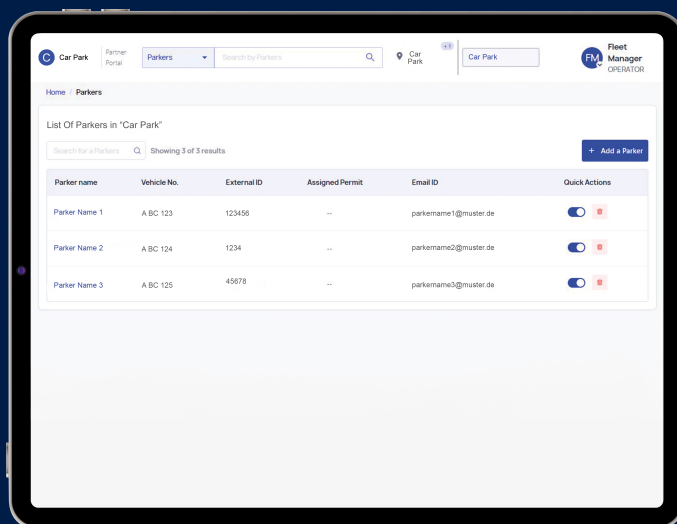 C Car Park
Partner
Portal
Parkers
Search by Parkers
Car
Park
+1
Car Park
FM
Fleet
Manager
OPERATOR
Home / Parkers
List Of Parkers in "Car Park"
Search for a Parkers
Showing 3 of 3 results
+ Add a Parker
Parker name Vehicle No. External ID Assigned Permit Email ID Quick Actions
Parker Name 1 A BC 123 123456 -- parkername1@muster.de
Parker Name 2 A BC 124 1234 -- parkername2@muster.de
Parker Name 3 A BC 125 45678 -- parkername3@muster.de